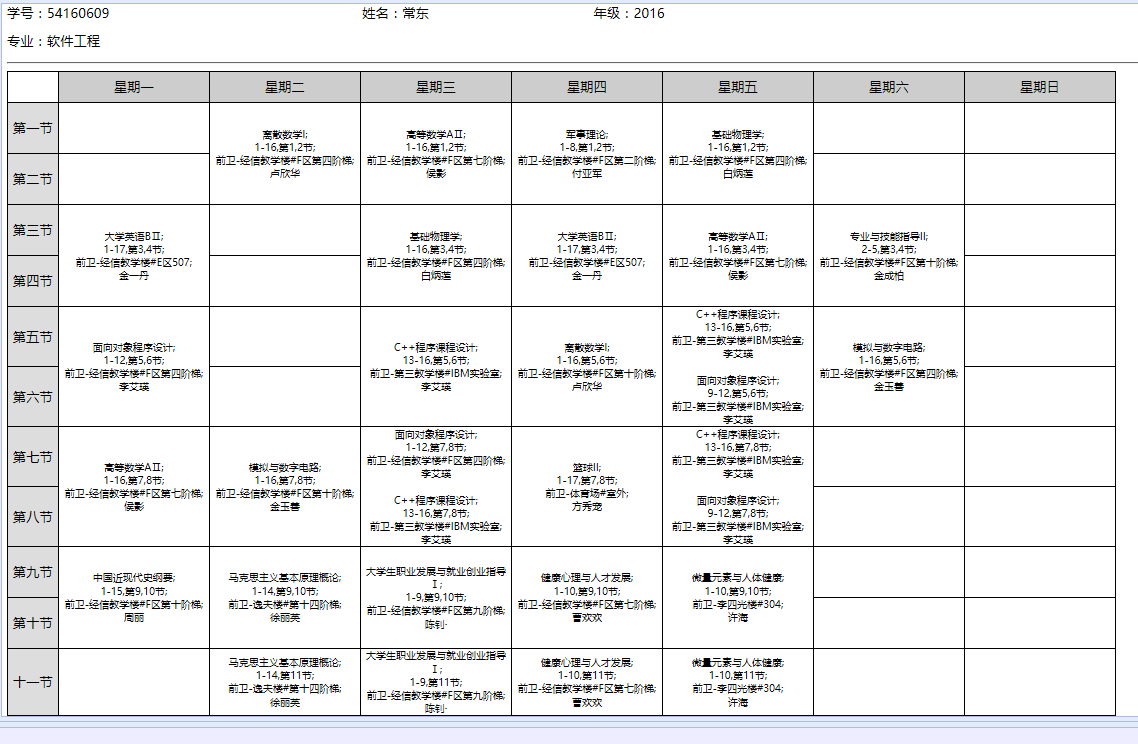 学号：54160609
姓名：常东
年级：2016
专业：软件工程
星期一
星期二
星期三
星期四
星期五
星期六
星期日
第一节
第二节
离散数学I;
1-16,第1,2节;
前卫-经信教学楼#F区第四阶梯;
卢欣华
高等数学AⅡ;
1-16,第1,2节;
前卫-经信教学楼#F区第七阶梯;
侯影
军事理论;
1-8,第1,2节;
前卫-经信教学楼#F区第二阶梯;
付亚军
基础物理学;
1-16,第1,2节;
前卫-经信教学楼#F区第四阶梯;
白炳莲
第三节
第四节
大学英语BⅡ;
1-17,第3,4节;
前卫-经信教学楼#E区507;
金一丹
基础物理学;
1-16,第3,4节;
前卫-经信教学楼#F区第四阶梯;
白炳莲
大学英语BⅡ;
1-17,第3,4节;
前卫-经信教学楼#E区507;
金一丹
高等数学AⅡ;
1-16,第3,4节;
前卫-经信教学楼#F区第七阶梯;
侯影
专业与技能指导II;
2-5,第3,4节;
前卫-经信教学楼#F区第十阶梯;
金成柏
第五节
第六节
面向对象程序设计;
1-12,第5,6节;
前卫-经信教学楼#F区第四阶梯;
李艾瑛
C++程序课程设计;
13-16,第5,6节;
前卫-第三教学楼#IBM实验室;
李艾瑛
离散数学I;
1-16,第5,6节;
前卫-经信教学楼#F区第十阶梯;
卢欣华
C++程序课程设计;
13-16,第5,6节;
前卫-第三教学楼#IBM实验室;
李艾瑛
面向对象程序设计;
9-12,第5,6节;
前卫-第三教学楼#IBM实验室;
李艾瑛
模拟与数字电路;
1-16,第5,6节;
前卫-经信教学楼#F区第四阶梯;
金玉善
第七节
第八节
高等数学AⅡ;
1-16,第7,8节;
前卫-经信教学楼#F区第七阶梯;
侯影
模拟与数字电路;
1-16,第7,8节;
前卫-经信教学楼#F区第十阶梯;
金玉善
面向对象程序设计;
1-12,第7,8节;
前卫-经信教学楼#F区第四阶梯;
李艾瑛
C++程序课程设计;
13-16,第7,8节;
前卫-第三教学楼#IBM实验室;
李艾瑛
篮球II;
1-17,第7,8节;
前卫-体育场#室外;
方秀宠
C++程序课程设计;
13-16,第7,8节;
前卫-第三教学楼#IBM实验室;
李艾瑛
面向对象程序设计;
9-12,第7,8节;
前卫-第三教学楼#IBM实验室;
李艾瑛
第九节
第十节
中国近现代史纲要;
1-15,第9,10节;
前卫-经信教学楼#F区第十阶梯;
周丽
马克思主义基本原理概论;
1-14,第9,10节;
前卫-逸夫楼#第十四阶梯;
徐丽英
大学生职业发展与就业创业指导
Ⅰ;
1-9,第9,10节;
前卫-经信教学楼#F区第九阶梯;
陈钊·
健康心理与人才发展;
1-10,第9,10节;
前卫-经信教学楼#F区第七阶梯;
曹欢欢
微量元素与人体健康;
1-10,第9,10节;
前卫-李四光楼#304;
许海
十一节
马克思主义基本原理概论;
1-14,第11节;
前卫-逸夫楼#第十四阶梯;
徐丽英
大学生职业发展与就业创业指导
Ⅰ;
1-9,第11节;
前卫-经信教学楼#F区第九阶梯;
陈钊·
健康心理与人才发展;
1-10,第11节;
前卫-经信教学楼#F区第七阶梯;
曹欢欢
微量元素与人体健康;
1-10,第11节;
前卫-李四光楼#304;
许海